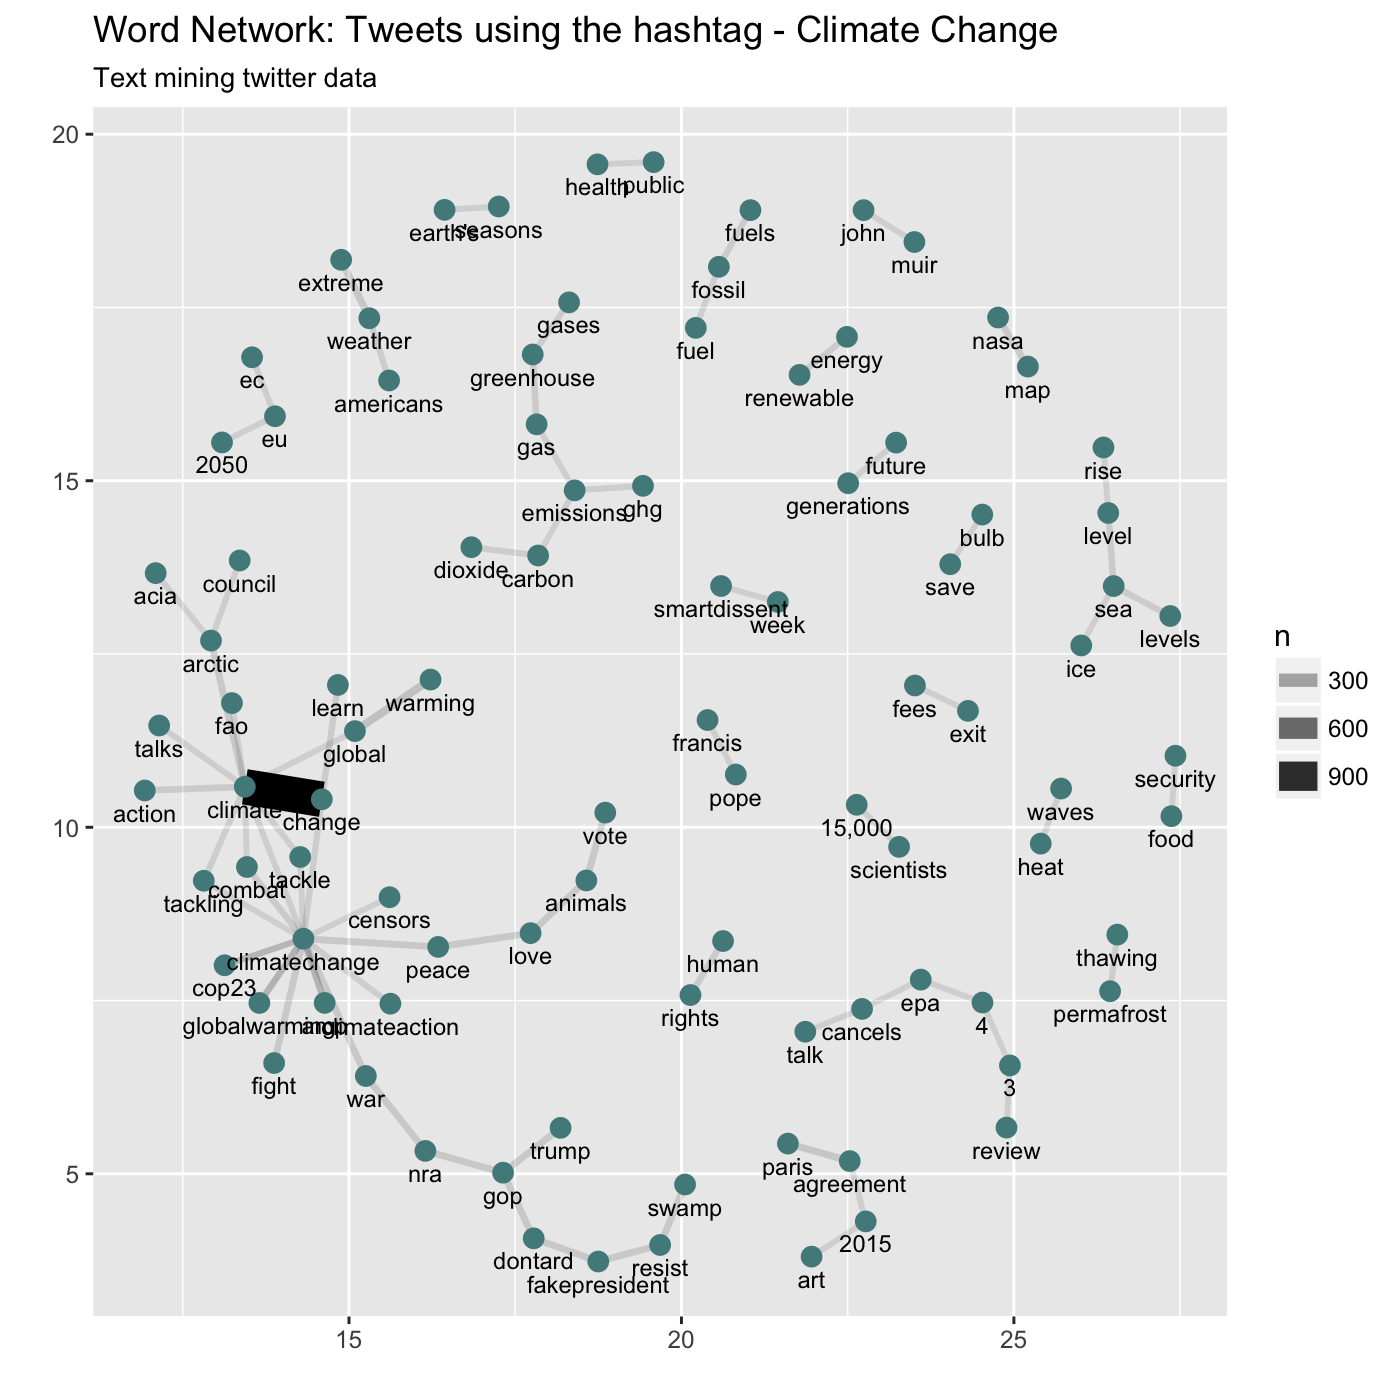 Word Network: Tweets using the hashtag - Climate Change
Text mining twitter data
20
health public
earth's seasons
fuels john
muir
extreme
fossil
gases
weather
nasa
fuel
energy
ec
greenhouse
map
renewable
americans
eu
gas
2050
future
rise
15
generations
emissions ghg
level
bulb
dioxide carbon
council
save
acia
smartdissent
sea
week
levels
arctic
ice
n
300
600
900
warming
learn
fees
fao
exit
francis
talks
global
security
pope
climate
action
change
waves
15,000
vote
food
10
heat
scientists
tackle
combat
tackling
animals
censors
love
thawing
climatechange
human
peace
cop23
epa
permafrost
rights
globalwarming
climateaction
4
cancels
talk
fight
3
war
trump
review
paris
nra
5
agreement
gop
swamp
2015
dontard
resist
art
fakepresident
15
20
25